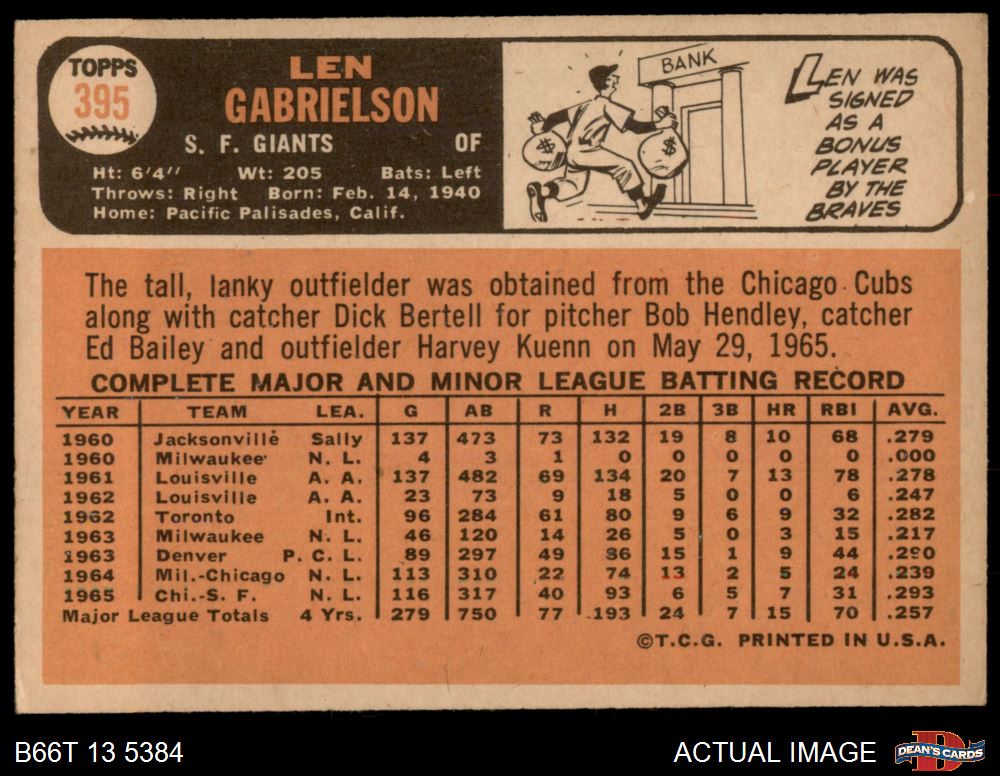 TOPPS
395
LEN
GABRIELSON
S. F. GIANTS OF
Ht: 6'4" Wt: 205 Bats: Left
Throws: Right Born: Feb. 14, 1940
Home: Pacific Palisades, Calif.
BANK
$ $
LEN WAS
SIGNED
AS A
BONUS
PLAYER
BY THE
BRAVES
The tall, lanky outfielder was obtained from the Chicago Cubs
along with catcher Dick Bertell for pitcher Bob Hendley, catcher
Ed Bailey and outfielder Harvey Kuenn on May 29, 1965.
COMPLETE MAJOR AND MINOR LEAGUE BATTING RECORD
YEAR TEAM LEA. G AB R H 2B 3B HR RBI AVG.
1960 Jacksonville Sally 137 473 73 132 19 8 10 68 .279
1960 Milwaukee N. L. 4 3 1 0 0 0 0 0 .000
1961 Louisville A. A. 137 482 69 134 20 7 13 78 .278
1962 Louisville A. A. 23 73 9 18 5 0 0 6 .247
1962 Toronto Int. 96 284 61 80 9 6 9 32 .282
1963 Milwaukee N. L. 46 120 14 26 5 0 3 15 .217
1963 Denver P. C. L. 89 297 49 86 15 1 9 44 .290
1964 Mil.-Chicago N. L. 113 310 22 74 13 2 5 24 .239
1965 Chi.-S. F. N. L. 116 317 40 93 6 5 7 31 .293
Major League Totals 4 Yrs. 279 750 77 193 24 7 15 70 .257
©T.C.G. PRINTED IN U.S.A.
B66T 13 5384 ACTUAL IMAGE DEAN'S CARDS